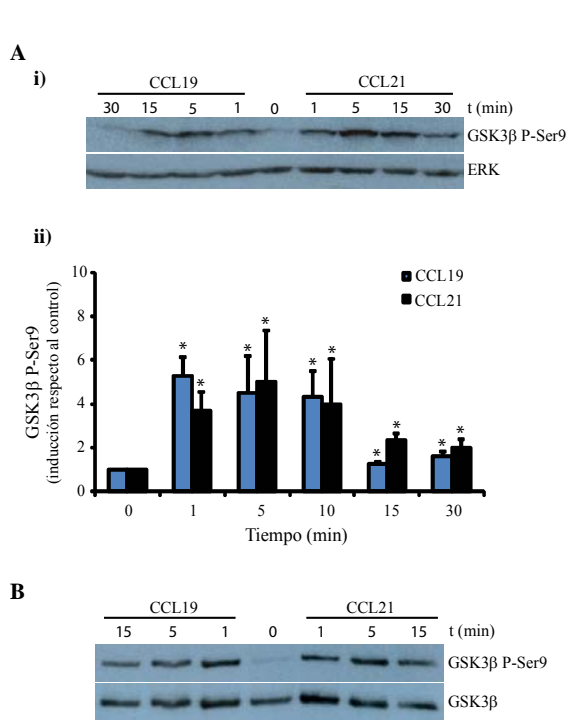 A
i)
CCL19 CCL21
30 15 5 1 0 1 5 15 30 t (min)
GSK3β P-Ser9
ERK
ii)
GSK3β P-Ser9
(inducción respecto al control)
10
8
6
4
2
0
CCL19
CCL21
* * * * * * * * * *
0 1 5 10 15 30
Tiempo (min)
B
CCL19 CCL21
15 5 1 0 1 5 15 t (min)
GSK3β P-Ser9
GSK3β